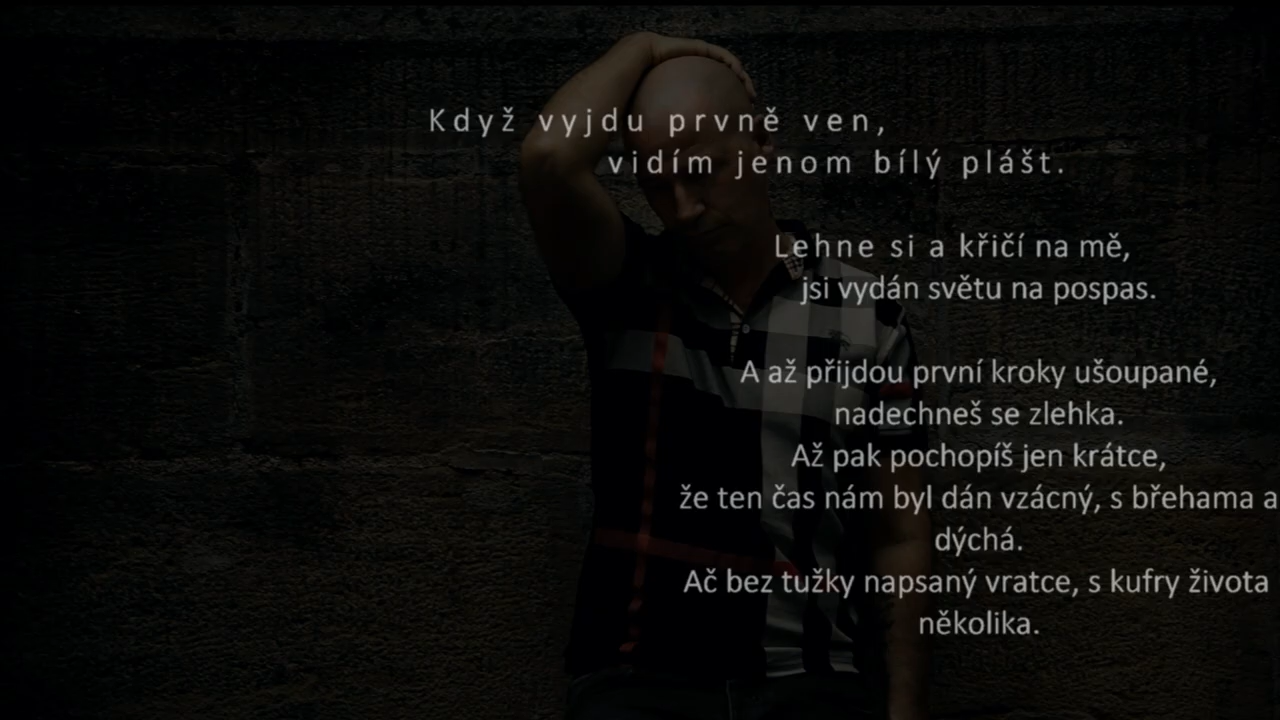 Když vyjdu prvně ven,
vidím jenom bílý plášt.
Lehne si a křičí na mě,
jsi vydán světu na pospas.
A až přijdou první kroky ušoupané,
nadechneš se zlehka.
Až pak pochopíš jen krátce,
že ten čas nám byl dán vzácný, s břehama a
dýchá.
Ač bez tužky napsaný vratce, s kufry života
několika.